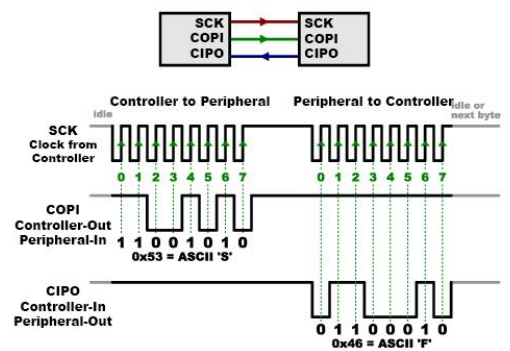 SCK SCK
COPI COPI
CIPO CIPO
Controller to Peripheral Peripheral to Controller
idle idle or
next byte
SCK
Clock from
Controller
0 1 2 3 4 5 6 7 0 1 2 3 4 5 6 7
COPI
Controller-Out
Peripheral-In
1 1 0 0 1 0 1 0
0x53 = ASCII 'S'
CIPO
Controller-In
Peripheral-Out
0 1 1 0 0 0 1 0
0x46 = ASCII 'F'